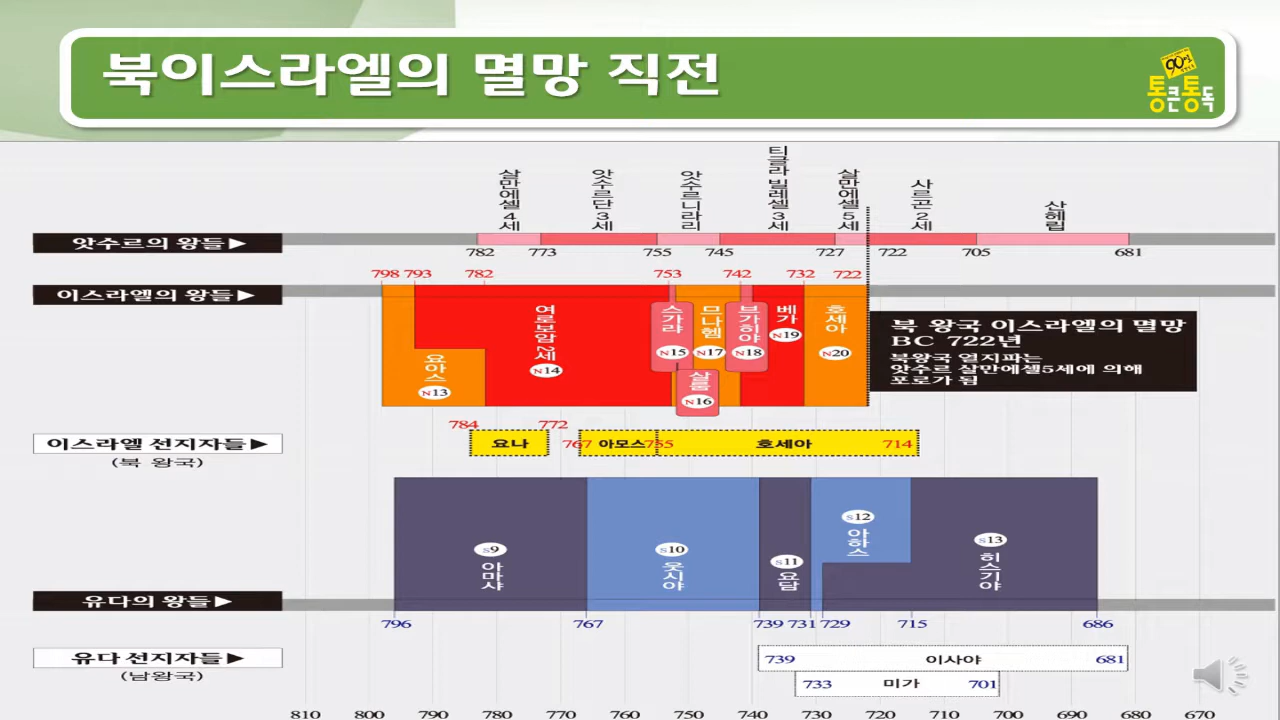 북이스라엘의 멸망 직전
90일
통큰통독
살만에셀 4세
앗수르단 3세
앗수르니라리
티글라 빌레셀 3세
살만에셀 5세
사르곤 2세
산헤립
앗수르의 왕들▶
782 773 755 745 727 722 705 681
798 793 782 753 742 732 722
이스라엘의 왕들▶
요아스 N13
여로보암 2세 N14
스가랴 N15
살룸 N16
므나헴 N17
브가히야 N18
베가 N19
호세아 N20
북 왕국 이스라엘의 멸망
BC 722년
북왕국 열지파는
앗수르 살만에셀5세에 의해
포로가 됨
784 772
이스라엘 선지자들▶
(북 왕국)
요나
767 아모스 755 호세아 714
S9 아마샤
S10 웃시야
S11 요담
S12 아하스
S13 히스기야
유다의 왕들▶
796 767 739 731 729 715 686
유다 선지자들▶
(남왕국)
739 이사야 681
733 미가 701
810 800 790 780 770 760 750 740 730 720 710 700 690 680 670